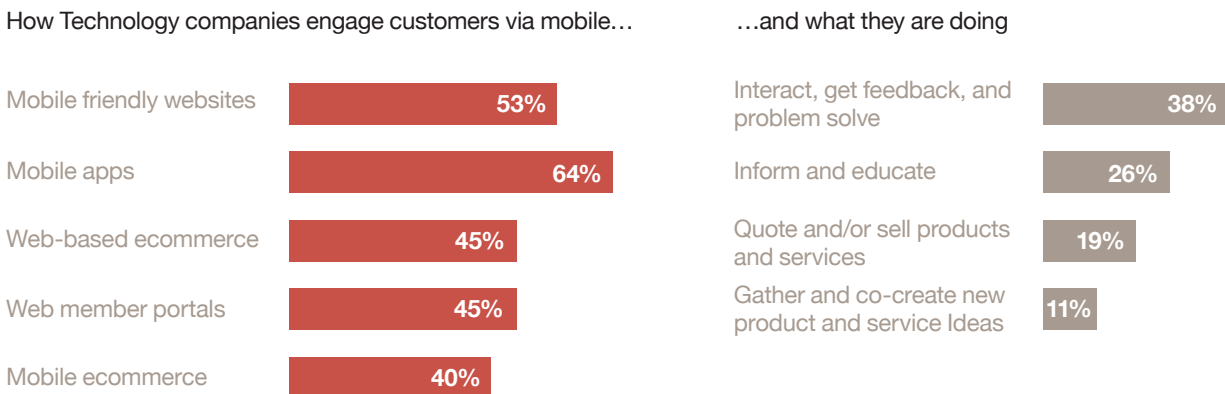 How Technology companies engage customers via mobile…
Mobile friendly websites
53%
Mobile apps
64%
Web-based ecommerce
45%
Web member portals
45%
Mobile ecommerce
40%
…and what they are doing
Interact, get feedback, and
problem solve
38%
Inform and educate
26%
Quote and/or sell products
and services
19%
Gather and co-create new
product and service Ideas
11%